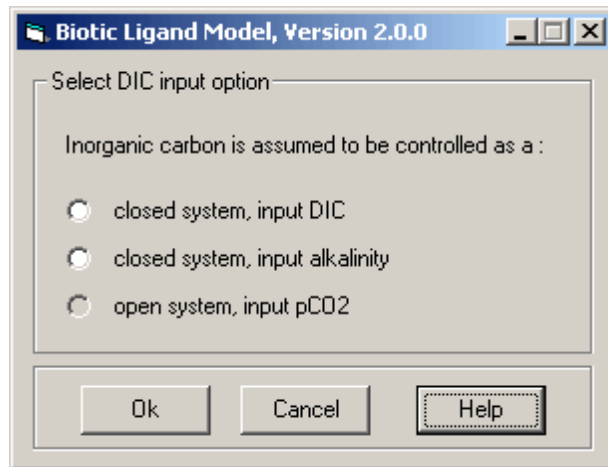 Biotic Ligand Model, Version 2.0.0
Select DIC input option
Inorganic carbon is assumed to be controlled as a :
closed system, input DIC
closed system, input alkalinity
open system, input pCO2
Ok Cancel Help